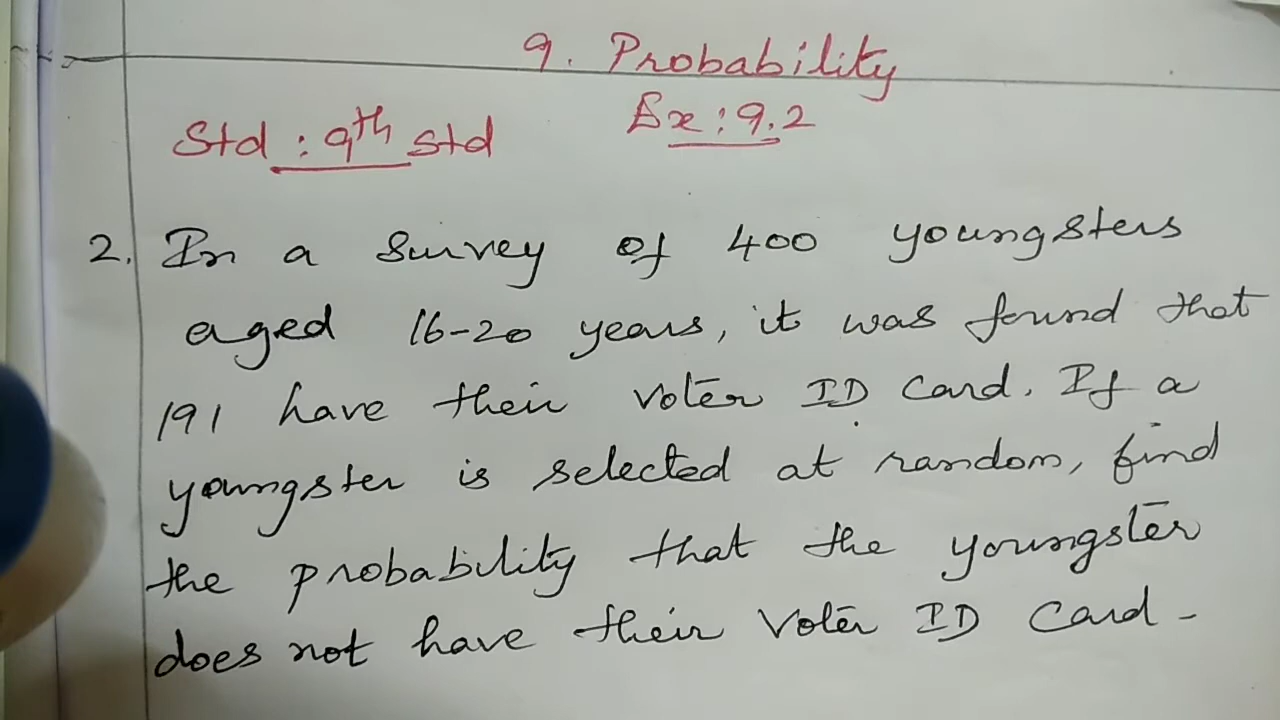 9. Probability
Std : 9th std
Ex : 9.2
2. In a survey of 400 youngsters
aged 16-20 years, it was found that
191 have their voter ID card. If a
youngster is selected at random, find
the probability that the youngster
does not have their voter ID card.